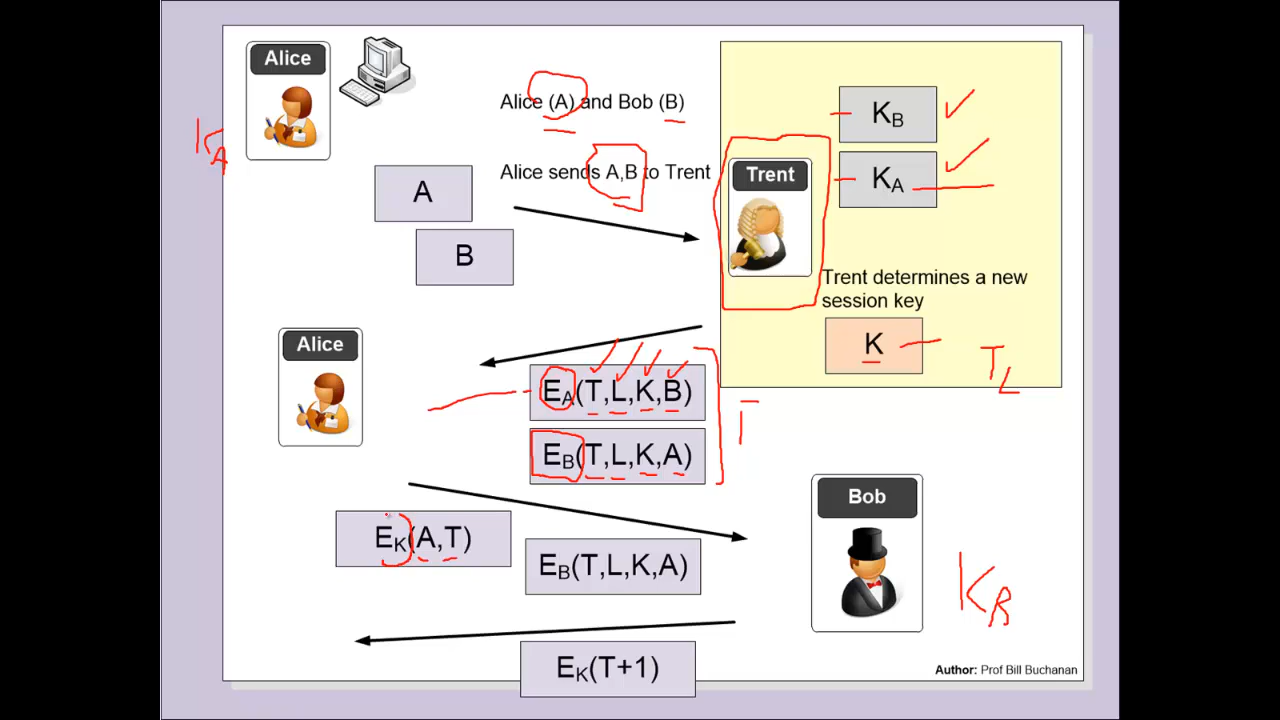 Alice
Alice (A) and Bob (B)
K_A
Alice sends A,B to Trent
K_B
K_A
Trent
A
B
Trent determines a new
session key
K
T_L
Alice
E_A(T,L,K,B)
E_B(T,L,K,A)
T
Bob
E_K(A,T)
E_B(T,L,K,A)
K_B
E_K(T+1)
Author: Prof Bill Buchanan